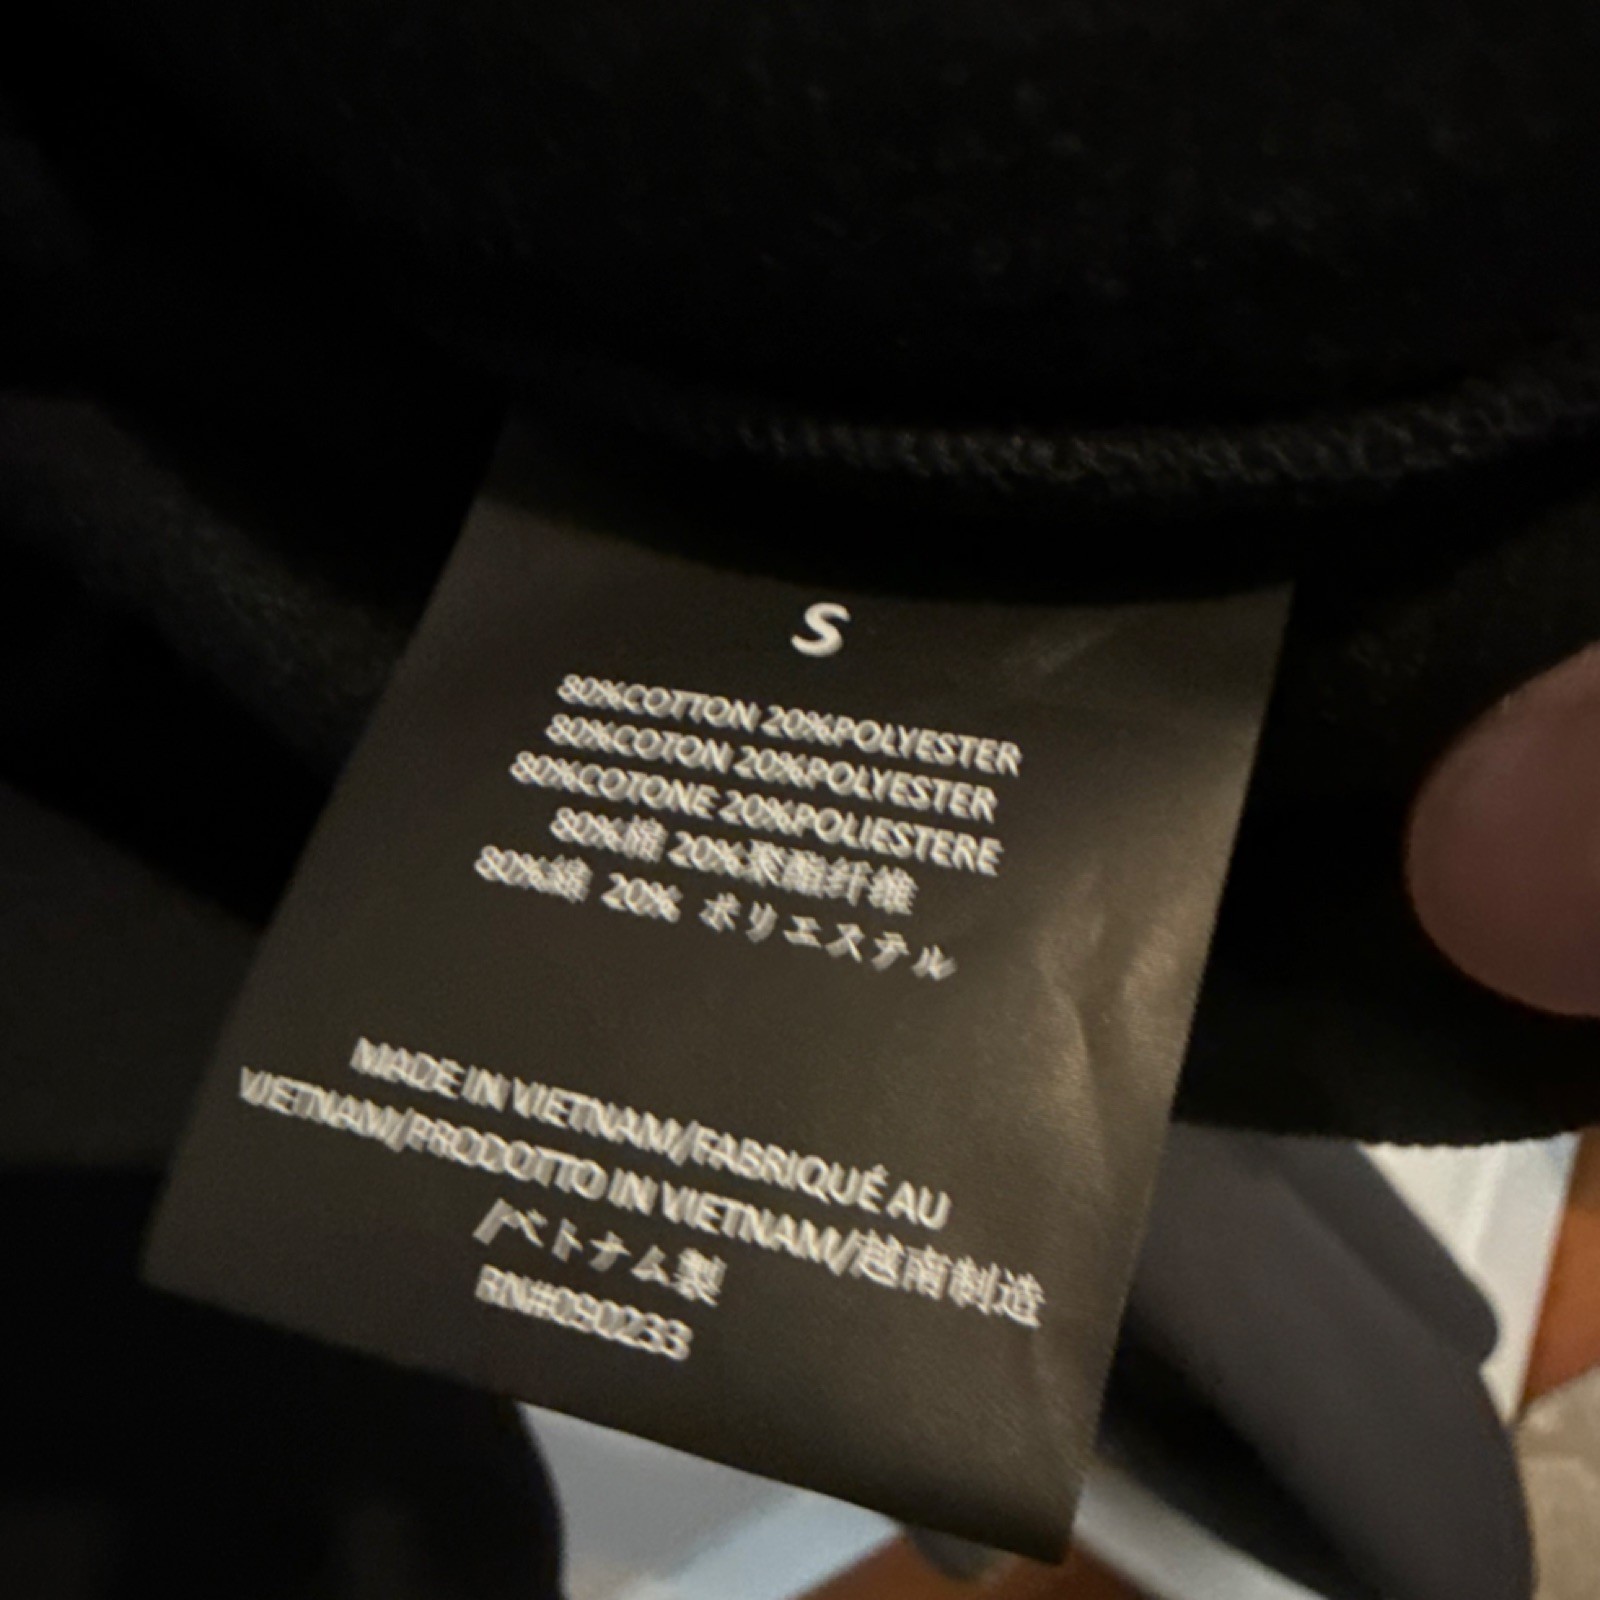 S
80%COTTON 20%POLYESTER
80%COTON 20%POLYESTER
80%COTONE 20%POLIESTERE
80%棉 20%聚酯纤维
80%綿 20% ポリエステル
MADE IN VIETNAM/FABRIQUÉ AU
VIETNAM/PRODOTTO IN VIETNAM/越南制造
/ベトナム製
RN#090233